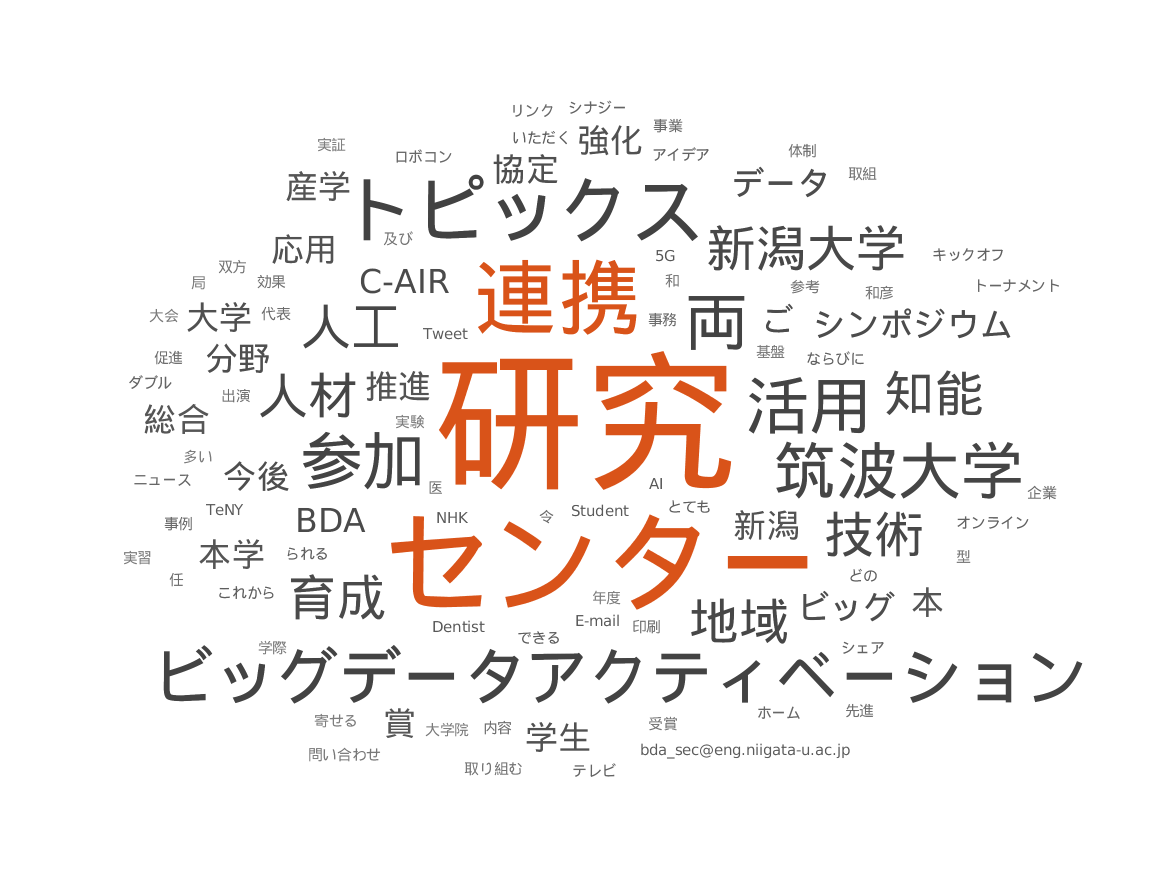 リンク シナジー
いただく 強化 事業
実証 ロボコン 協定 アイデア 体制
産学 トピックス データ 取組
応用 及び 5G 新潟大学 キックオフ
局 双方 効果 C-AIR 連携 和 参考 和彦 トーナメント
大会 大学 代表 人工 Tweet 事務 両 ご シンポジウム
促進 分野 基盤 ならびに
ダブル 出演 人材 推進 研究 活用 知能
総合 実験
多い 参加 筑波大学
ニュース 今後 医 AI 企業
事例 TeNY BDA NHK 令 Student とても 新潟 技術 オンライン
実習 本学 られる センター 型
任 これから 育成 年度 どの
Dentist できる E-mail 印刷 地域 ビッグ 本
学際 シェア
ビッグデータアクティベーション
寄せる 賞 大学院 内容 学生 受賞 ホーム 先進
問い合わせ bda_sec@eng.niigata-u.ac.jp
取り組む テレビ